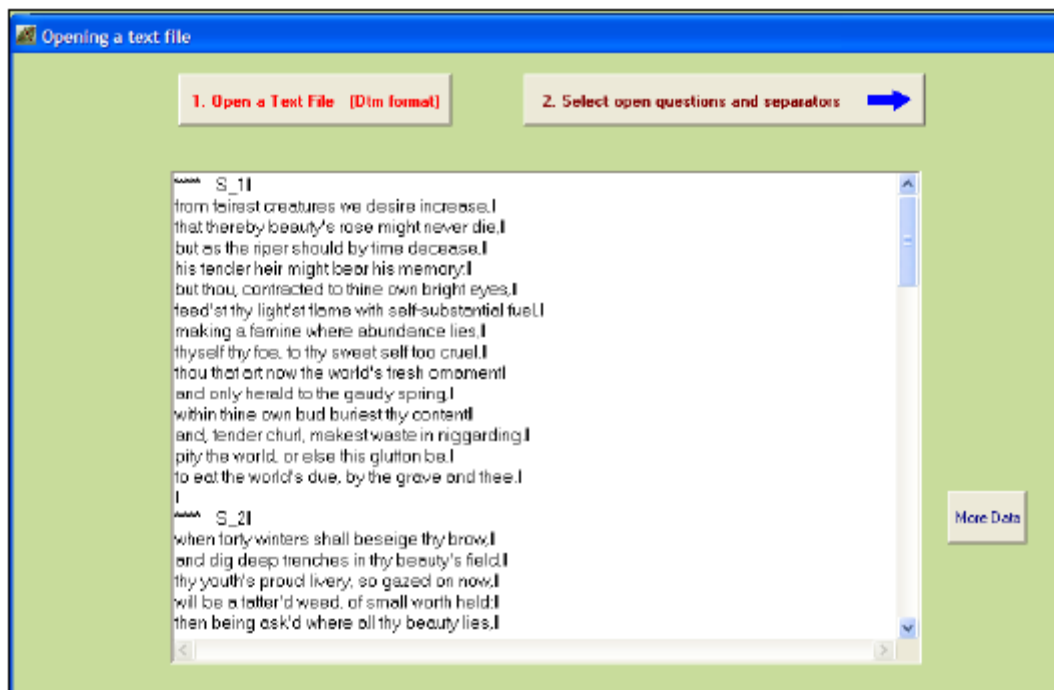 Opening a text file
1. Open a Text File (Dtm format)
2. Select open questions and separators
**** S_1
from fairest creatures we desire increase,
that thereby beauty's rose might never die,
but as the riper should by time decease,
his tender heir might bear his memory:
but thou, contracted to thine own bright eyes,
feed'st thy light'st flame with self-substantial fuel,
making a famine where abundance lies,
thyself thy foe, to thy sweet self too cruel.
thou that art now the world's fresh ornament
and only herald to the gaudy spring,
within thine own bud buriest thy content
and, tender churl, makest waste in niggarding.
pity the world, or else this glutton be,
to eat the world's due, by the grave and thee.
**** S_2
when forty winters shall beseige thy brow,
and dig deep trenches in thy beauty's field,
thy youth's proud livery, so gazed on now,
will be a tatter'd weed, of small worth held:
then being ask'd where all thy beauty lies,
More Data